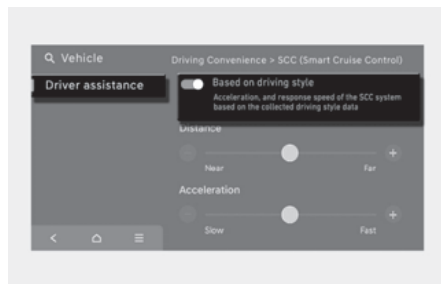 Vehicle
Driving Convenience > SCC (Smart Cruise Control)
Driver assistance
Based on driving style
Acceleration, and response speed of the SCC system
based on the collected driving style data
Distance
Near
Far
Acceleration
Slow
Fast